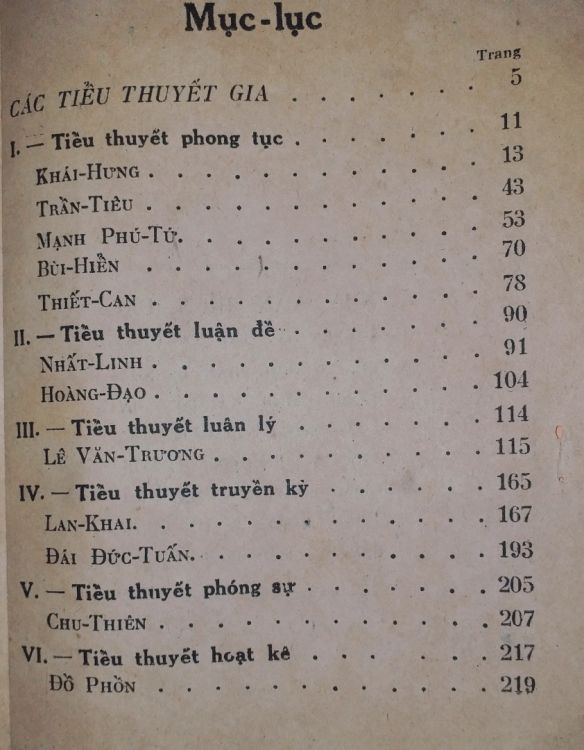 Mục-lục
Trang
CÁC TIỂU THUYẾT GIA . . . . . . . 5
I. — Tiểu thuyết phong tục . . . . . . . 11
KHÁI-HƯNG . . . . . . . . . . . . 13
TRẦN-TIÊU . . . . . . . . . . . . 43
MẠNH PHÚ-TỨ. . . . . . . . . . . 53
BÙI-HIỂN . . . . . . . . . . . . 70
THIẾT-CAN . . . . . . . . . . . . 78
II. — Tiểu thuyết luận đề . . . . . . . 90
NHẤT-LINH . . . . . . . . . . . . 91
HOÀNG-ĐẠO . . . . . . . . . . . . 104
III. — Tiểu thuyết luân lý . . . . . . . 114
LÊ VĂN-TRƯƠNG . . . . . . . . . . 115
IV. — Tiểu thuyết truyền kỳ . . . . . . 165
LAN-KHAI. . . . . . . . . . . . . 167
ĐÁI ĐỨC-TUẤN. . . . . . . . . . . 193
V. — Tiểu thuyết phóng sự . . . . . . . 205
CHU-THIÊN . . . . . . . . . . . . 207
VI. — Tiểu thuyết hoạt kê . . . . . . 217
ĐỒ PHỒN . . . . . . . . . . . . 219